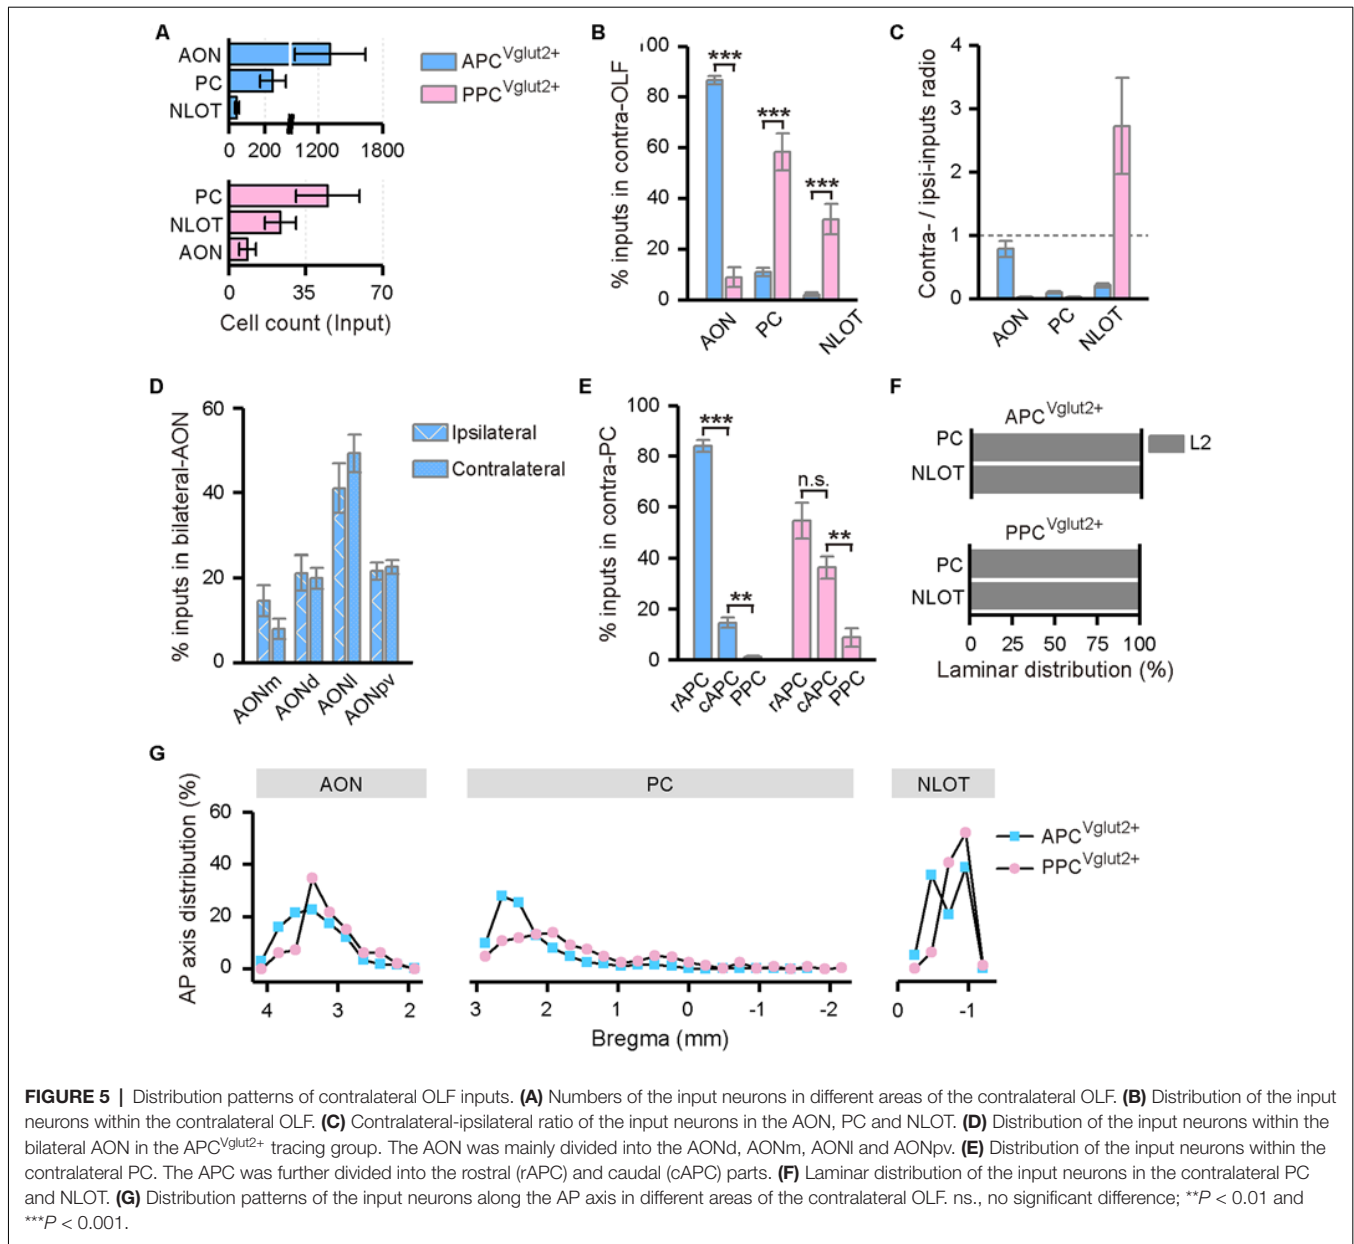 A
AON
PC
NLOT
0 200 1200 1800
PC
NLOT
AON
0 35 70
Cell count (Input)
APC Vglut2+
PPC Vglut2+
B
% inputs in contra-OLF
100
80
60
40
20
0
***
***
***
AON PC NLOT
C
Contra- / ipsi-inputs radio
4
3
2
1
0
AON PC NLOT
D
% inputs in bilateral-AON
60
40
20
0
AONm AONd AONl AONpv
Ipsilateral
Contralateral
E
% inputs in contra-PC
100
80
60
40
20
0
***
**
n.s.
**
rAPC cAPC PPC rAPC cAPC PPC
F
APC Vglut2+
PC
NLOT
L2
PPC Vglut2+
PC
NLOT
0 25 50 75 100
Laminar distribution (%)
G
AP axis distribution (%)
AON PC NLOT
60
40
20
0
4 3 2 3 2 1 0 -1 -2 0 -1
Bregma (mm)
APC Vglut2+
PPC Vglut2+
FIGURE 5 | Distribution patterns of contralateral OLF inputs. (A) Numbers of the input neurons in different areas of the contralateral OLF. (B) Distribution of the input
neurons within the contralateral OLF. (C) Contralateral-ipsilateral ratio of the input neurons in the AON, PC and NLOT. (D) Distribution of the input neurons within the
bilateral AON in the APCVglut2+ tracing group. The AON was mainly divided into the AONd, AONm, AONl and AONpv. (E) Distribution of the input neurons within the
contralateral PC. The APC was further divided into the rostral (rAPC) and caudal (cAPC) parts. (F) Laminar distribution of the input neurons in the contralateral PC
and NLOT. (G) Distribution patterns of the input neurons along the AP axis in different areas of the contralateral OLF. ns., no significant difference; **P < 0.01 and
***P < 0.001.